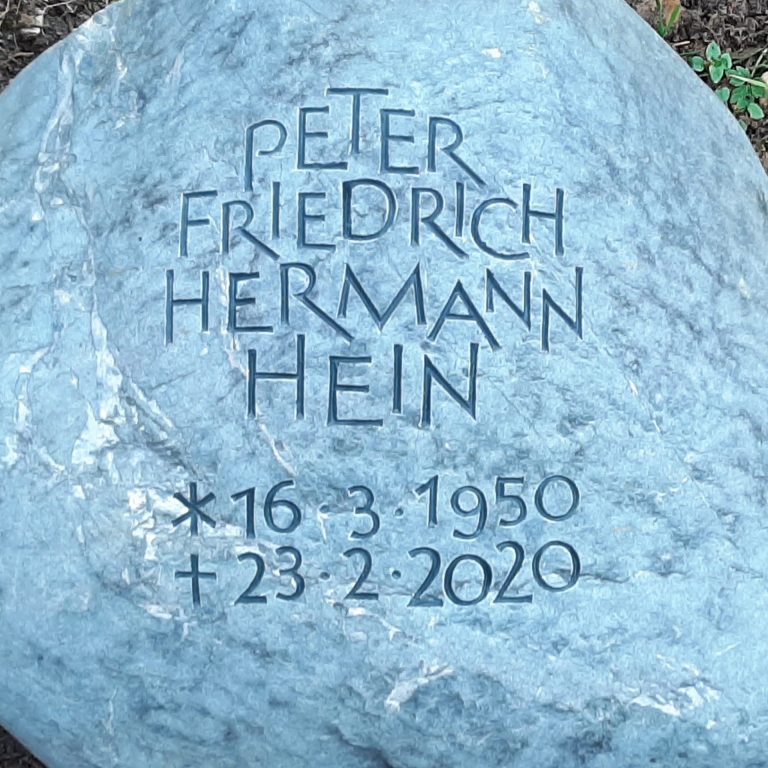 PETER
FRIEDRICH
HERMANN
HEIN
*16·3·1950
+23·2·2020